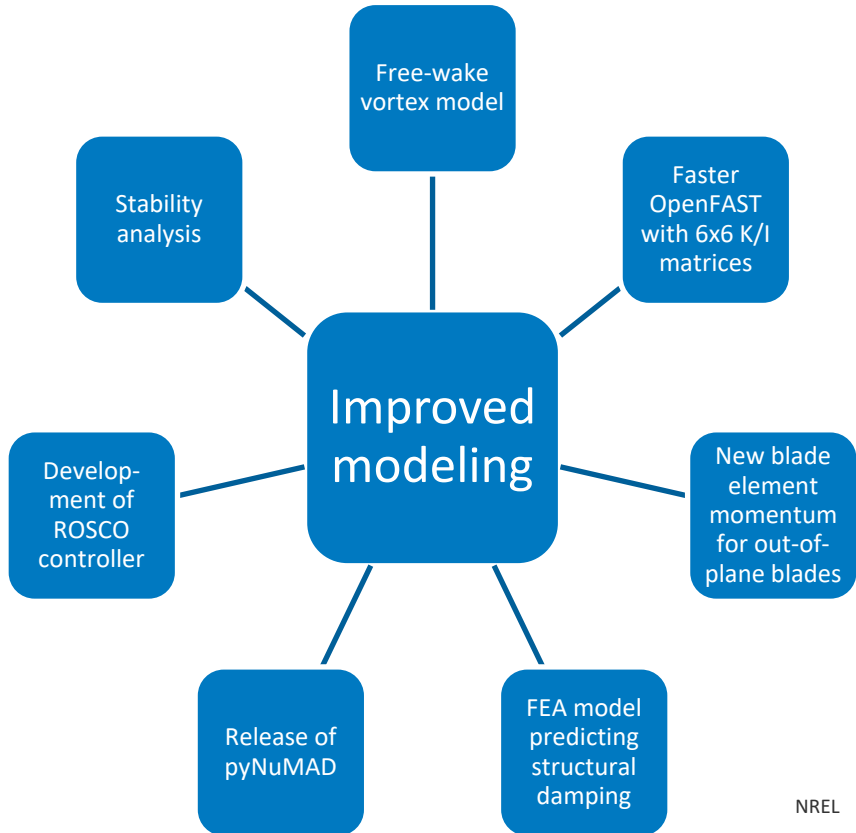 Free-wake
vortex model
Faster
OpenFAST
with 6x6 K/I
matrices
New blade
element
momentum
for out-of-
plane blades
FEA model
predicting
structural
damping
Release of
pyNuMAD
Develop-
ment of
ROSCO
controller
Stability
analysis
Improved
modeling
NREL